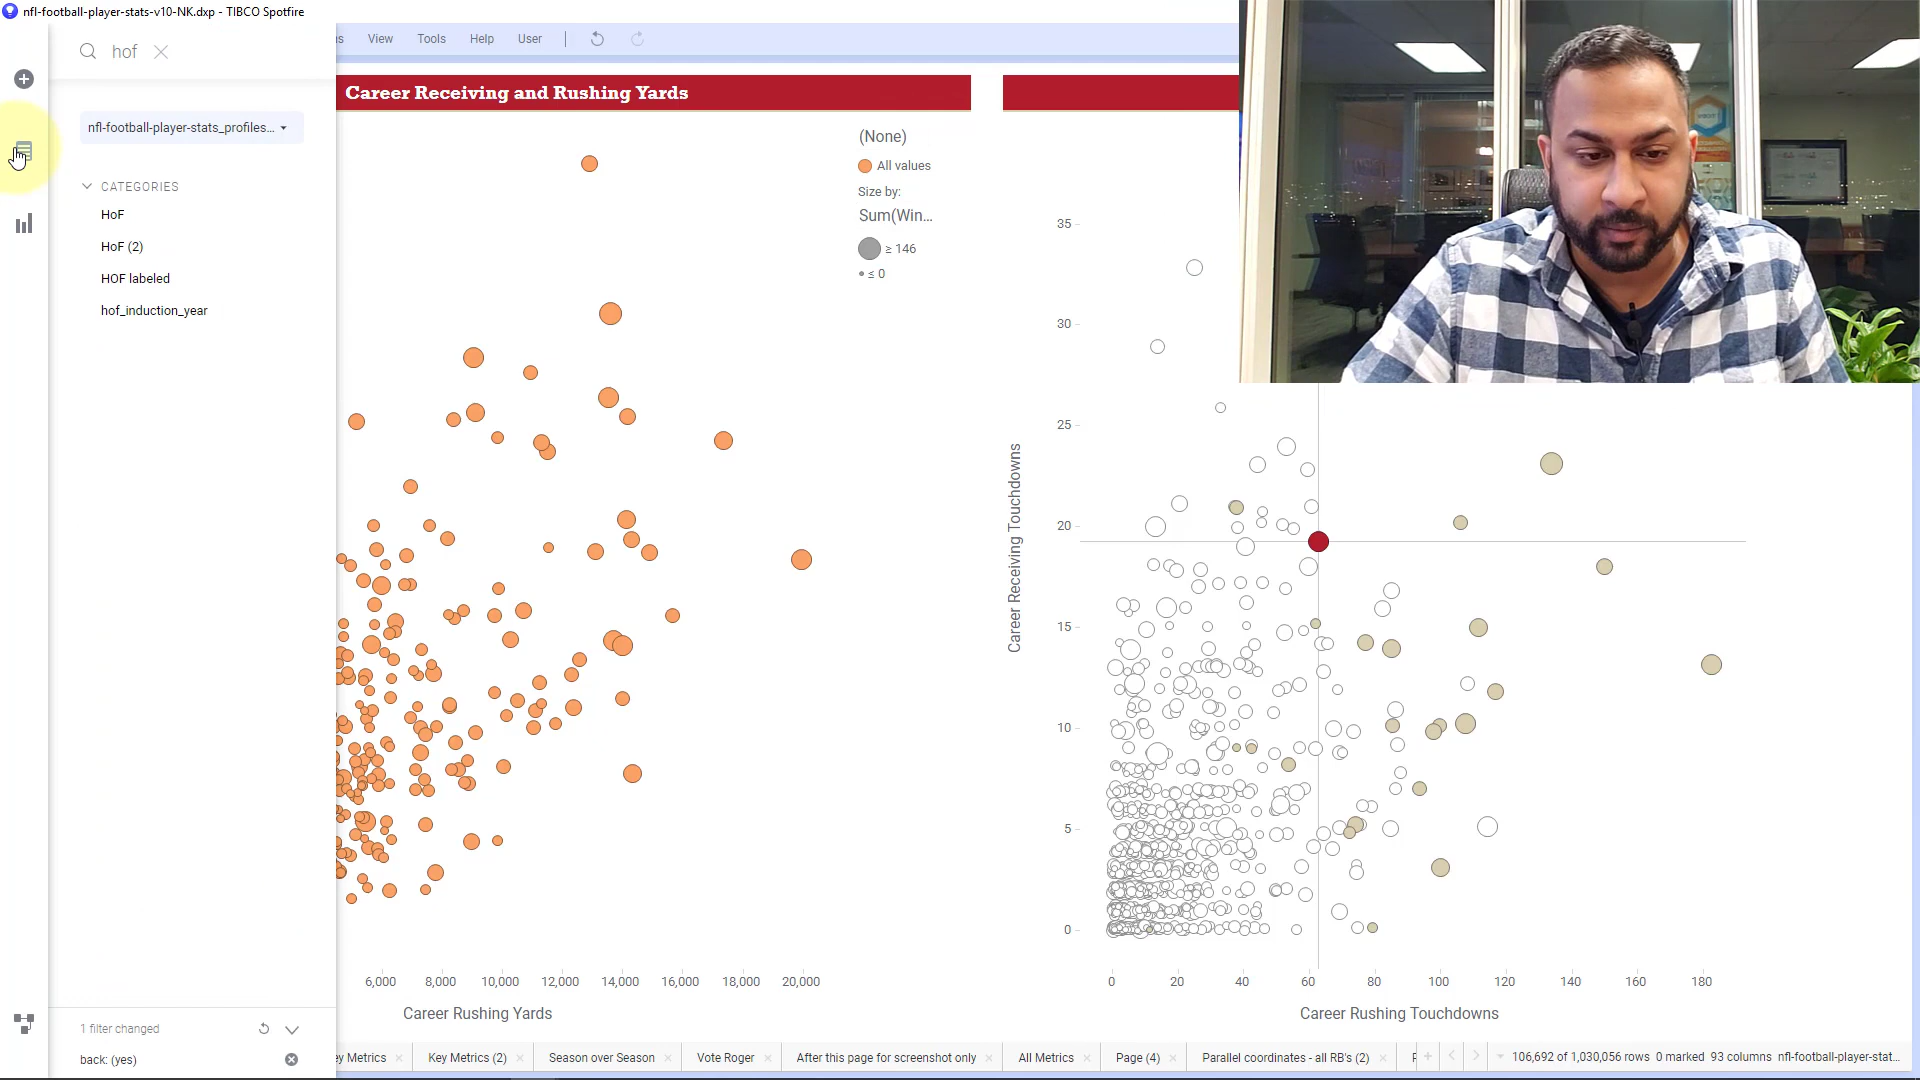 nfl-football-player-stats-v10-NK.dxp - TIBCO Spotfire
hof
View Tools Help User
nfl-football-player-stats_profiles...
CATEGORIES
HoF
HoF (2)
HOF labeled
hof_induction_year
1 filter changed
back: (yes)
Career Receiving and Rushing Yards
(None)
All values
Size by:
Sum(Win...
≥ 146
≤ 0
6,000 8,000 10,000 12,000 14,000 16,000 18,000 20,000
Career Rushing Yards
Career Receiving Touchdowns
35
30
25
20
15
10
5
0
0 20 40 60 80 100 120 140 160 180
Career Rushing Touchdowns
ey Metrics Key Metrics (2) Season over Season Vote Roger After this page for screenshot only All Metrics Page (4) Parallel coordinates - all RB's (2)
106,692 of 1,030,056 rows 0 marked 93 columns nfl-football-player-stat...